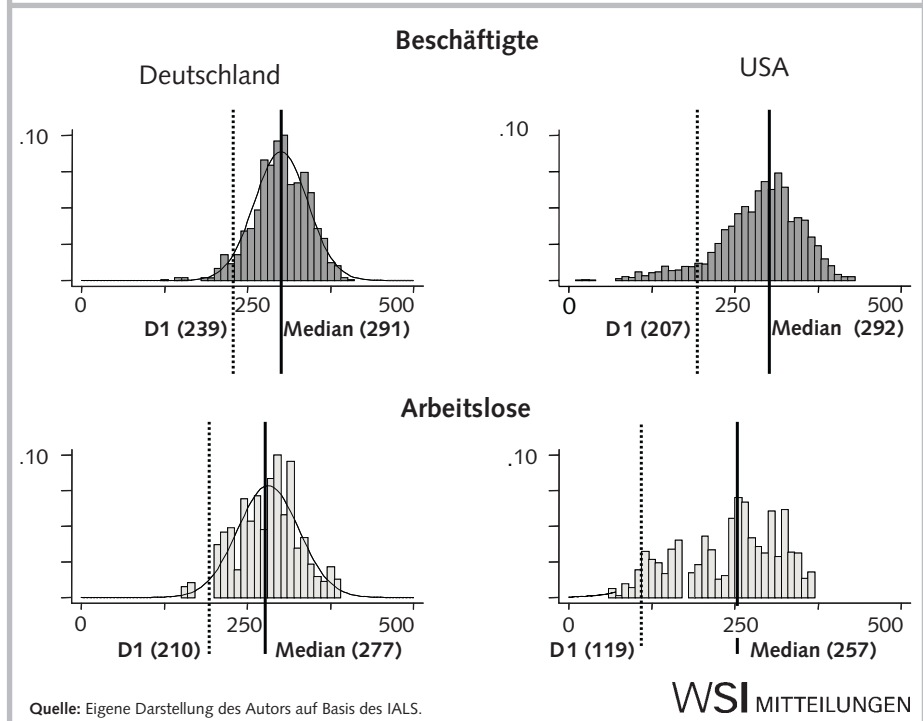 Beschäftigte
Deutschland
USA
.10
.10
0 250 500
0 250 500
D1 (239) Median (291)
D1 (207) Median (292)
Arbeitslose
.10
.10
0 250 500
0 250 500
D1 (210) Median (277)
D1 (119) Median (257)
Quelle: Eigene Darstellung des Autors auf Basis des IALS.
WSI MITTEILUNGEN